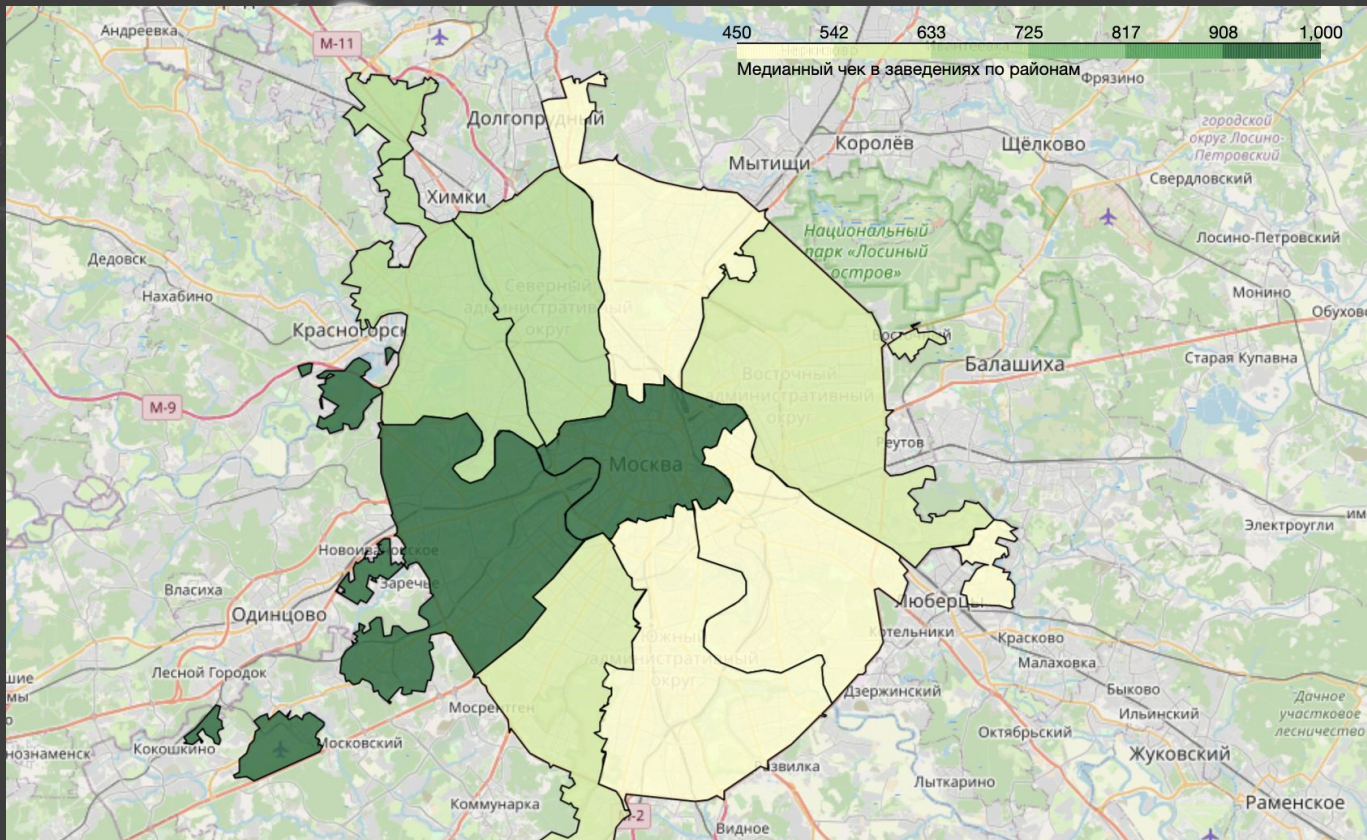 Андреевка
М-11
450 542 633 725 817 908 1,000
Медианный чек в заведениях по районам
Фрязино
Долгопрудный
Королёв
Щёлково
городской
округ Лосино-
Петровский
Мытищи
Свердловский
Химки
Национальный
парк «Лосиный
остров»
Лосино-Петровский
Дедовск
Нахабино
Северный
административный
округ
Монино
Обухово
Красногорск
Балашиха
Старая Купавна
Восточный
административный
округ
М-9
Реутов
Москва
Электроугли
Новоивановское
Заречье
Власиха
Одинцово
Люберцы
Котельники
Красково
Южный
административный
округ
Малаховка
Лесной Городок
Быково
Дзержинский
Ильинский
Дачное
участковое
лесничество
Мосрентген
Московский
Кокошкино
Октябрьский
Жуковский
Лыткарино
Коммунарка
Раменское
Видное